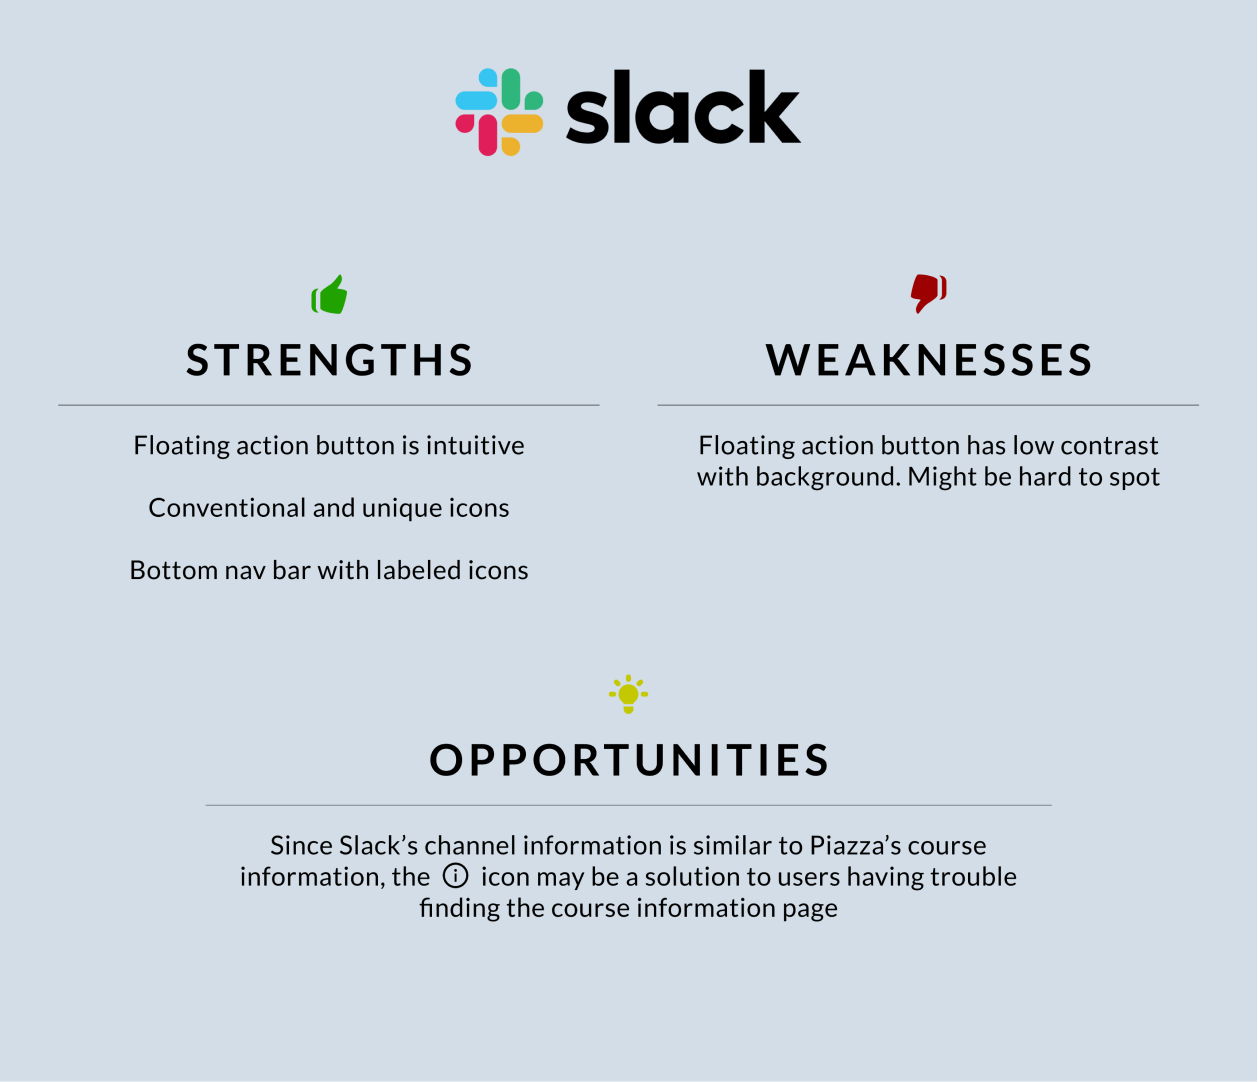 slack
STRENGTHS
Floating action button is intuitive
Conventional and unique icons
Bottom nav bar with labeled icons
WEAKNESSES
Floating action button has low contrast
with background. Might be hard to spot
OPPORTUNITIES
Since Slack’s channel information is similar to Piazza’s course
information, the i icon may be a solution to users having trouble
finding the course information page